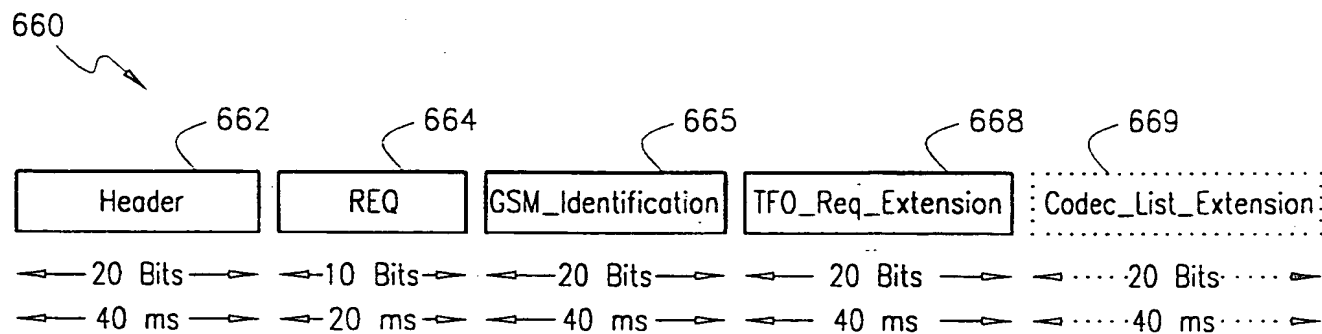 660
662 664 665 668 669
Header REQ GSM_Identification TFO_Req_Extension Codec_List_Extension
20 Bits 10 Bits 20 Bits 20 Bits 20 Bits
40 ms 20 ms 40 ms 40 ms 40 ms